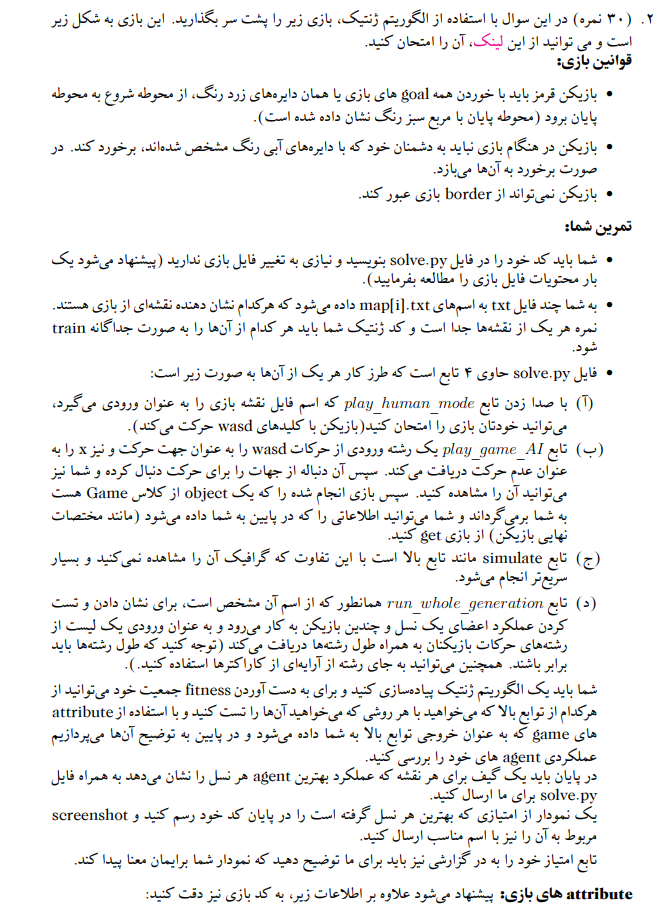 ۲. (۳۰ نمره) در این سوال با استفاده از الگوریتم ژنتیک، بازی زیر را پشت سر بگذارید. این بازی به شکل زیر
است و می توانید از این لینک، آن را امتحان کنید.
قوانین بازی:
• بازیکن قرمز باید با خوردن همه goal های بازی یا همان دایره‌های زرد رنگ، از محوطه شروع به محوطه
پایان برود (محوطه پایان با مربع سبز رنگ نشان داده شده است).
• بازیکن در هنگام بازی نباید به دشمنان خود که با دایره‌های آبی رنگ مشخص شده‌اند، برخورد کند. در
صورت برخورد به آن‌ها می‌بازد.
• بازیکن نمی‌تواند از border بازی عبور کند.
تمرین شما:
• شما باید کد خود را در فایل solve.py بنویسید و نیازی به تغییر فایل بازی ندارید (پیشنهاد می‌شود یک
بار محتویات فایل بازی را مطالعه بفرمایید).
• به شما چند فایل txt به اسم‌های map[i].txt داده می‌شود که هرکدام نشان دهنده نقشه‌ای از بازی هستند.
نمره هر یک از نقشه‌ها جدا است و کد ژنتیک شما باید هر کدام از آن‌ها را به صورت جداگانه train
شود.
• فایل solve.py حاوی ۴ تابع است که طرز کار هر یک از آن‌ها به صورت زیر است:
(آ) با صدا زدن تابع play_human_mode که اسم فایل نقشه بازی را به عنوان ورودی می‌گیرد،
می‌توانید خودتان بازی را امتحان کنید(بازیکن با کلیدهای wasd حرکت می‌کند).
(ب) تابع play_game_AI یک رشته ورودی از حرکات wasd را به عنوان جهت حرکت و نیز x را به
عنوان عدم حرکت دریافت می‌کند. سپس آن دنباله از جهات را برای حرکت دنبال کرده و شما نیز
می‌توانید آن را مشاهده کنید. سپس بازی انجام شده را که یک object از کلاس Game هست
به شما برمی‌گرداند و شما می‌توانید اطلاعاتی را که در پایین به شما داده می‌شود (مانند مختصات
نهایی بازیکن) از بازی get کنید.
(ج) تابع simulate مانند تابع بالا است با این تفاوت که گرافیک آن را مشاهده نمی‌کنید و بسیار
سریع‌تر انجام می‌شود.
(د) تابع run_whole_generation همانطور که از اسم آن مشخص است، برای نشان دادن و تست
کردن عملکرد اعضای یک نسل و چندین بازیکن به کار می‌رود و به عنوان ورودی یک لیست از
رشته‌های حرکات بازیکنان به همراه طول رشته‌ها دریافت می‌کند (توجه کنید که طول رشته‌ها باید
برابر باشند. همچنین می‌توانید به جای رشته از آرایه‌ای از کاراکترها استفاده کنید.).
شما باید یک الگوریتم ژنتیک پیاده‌سازی کنید و برای به دست آوردن fitness جمعیت خود می‌توانید از
هرکدام از توابع بالا که می‌خواهید با هر روشی که می‌خواهید آن‌ها را تست کنید و با استفاده از attribute
های game که به عنوان خروجی توابع بالا به شما داده می‌شود و در پایین به توضیح آن‌ها می‌پردازیم
عملکردی agent های خود را بررسی کنید.
در پایان باید یک گیف برای هر نقشه که عملکرد بهترین agent هر نسل را نشان می‌دهد به همراه فایل
solve.py برای ما ارسال کنید.
یک نمودار از امتیازی که بهترین هر نسل گرفته است را در پایان کد خود رسم کنید و screenshot
مربوط به آن را نیز با اسم مناسب ارسال کنید.
تابع امتیاز خود را به در گزارشی نیز باید برای ما توضیح دهید که نمودار شما برایمان معنا پیدا کند.
attribute های بازی: پیشنهاد می‌شود علاوه بر اطلاعات زیر، به کد بازی نیز دقت کنید: